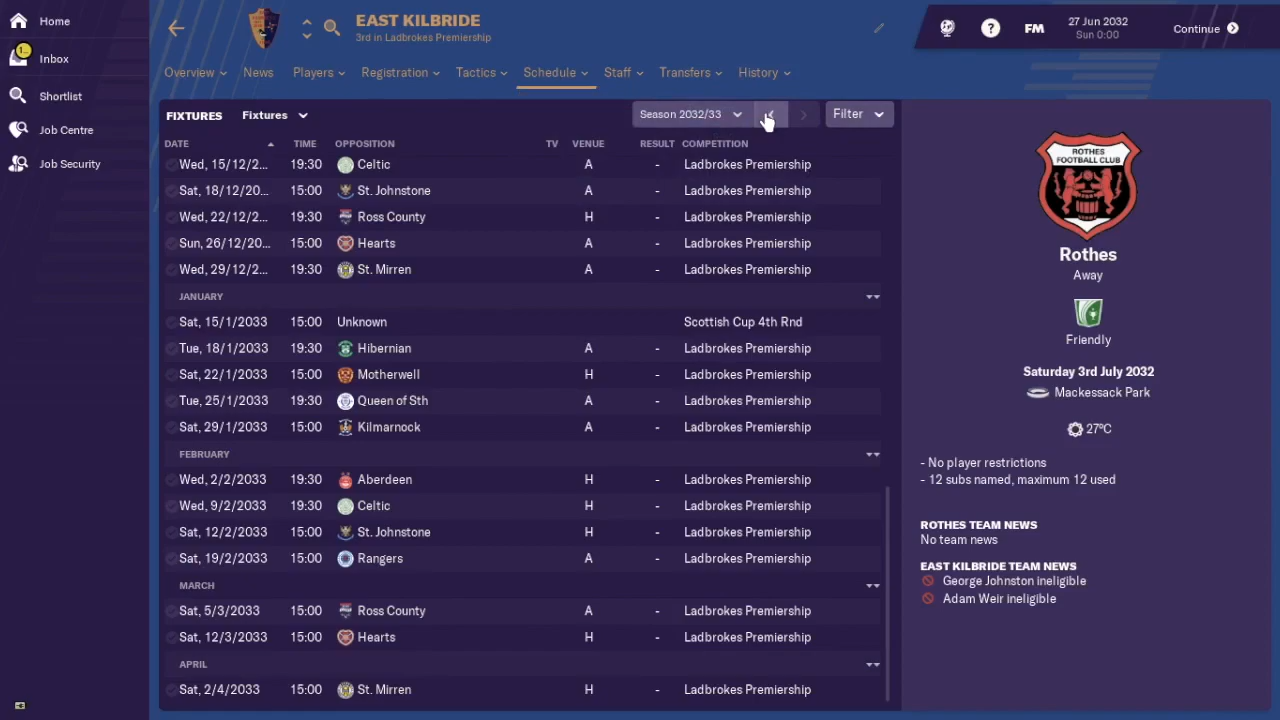 Home
Inbox
Shortlist
Job Centre
Job Security
EAST KILBRIDE
3rd in Ladbrokes Premiership
FM
27 Jun 2032
Sun 0:00
Continue
Overview News Players Registration Tactics Schedule Staff Transfers History
FIXTURES Fixtures Season 2032/33 Filter
DATE TIME OPPOSITION TV VENUE RESULT COMPETITION
Wed, 15/12/2... 19:30 Celtic A - Ladbrokes Premiership
Sat, 18/12/20... 15:00 St. Johnstone A - Ladbrokes Premiership
Wed, 22/12/2... 19:30 Ross County H - Ladbrokes Premiership
Sun, 26/12/20... 15:00 Hearts A - Ladbrokes Premiership
Wed, 29/12/2... 19:30 St. Mirren A - Ladbrokes Premiership
JANUARY
Sat, 15/1/2033 15:00 Unknown Scottish Cup 4th Rnd
Tue, 18/1/2033 19:30 Hibernian A - Ladbrokes Premiership
Sat, 22/1/2033 15:00 Motherwell H - Ladbrokes Premiership
Tue, 25/1/2033 19:30 Queen of Sth A - Ladbrokes Premiership
Sat, 29/1/2033 15:00 Kilmarnock A - Ladbrokes Premiership
FEBRUARY
Wed, 2/2/2033 19:30 Aberdeen H - Ladbrokes Premiership
Wed, 9/2/2033 19:30 Celtic H - Ladbrokes Premiership
Sat, 12/2/2033 15:00 St. Johnstone H - Ladbrokes Premiership
Sat, 19/2/2033 15:00 Rangers A - Ladbrokes Premiership
MARCH
Sat, 5/3/2033 15:00 Ross County A - Ladbrokes Premiership
Sat, 12/3/2033 15:00 Hearts H - Ladbrokes Premiership
APRIL
Sat, 2/4/2033 15:00 St. Mirren H - Ladbrokes Premiership
ROTHES
FOOTBALL CLUB
Rothes
Away
Friendly
Saturday 3rd July 2032
Mackessack Park
27ºC
- No player restrictions
- 12 subs named, maximum 12 used
ROTHES TEAM NEWS
No team news
EAST KILBRIDE TEAM NEWS
George Johnston ineligible
Adam Weir ineligible